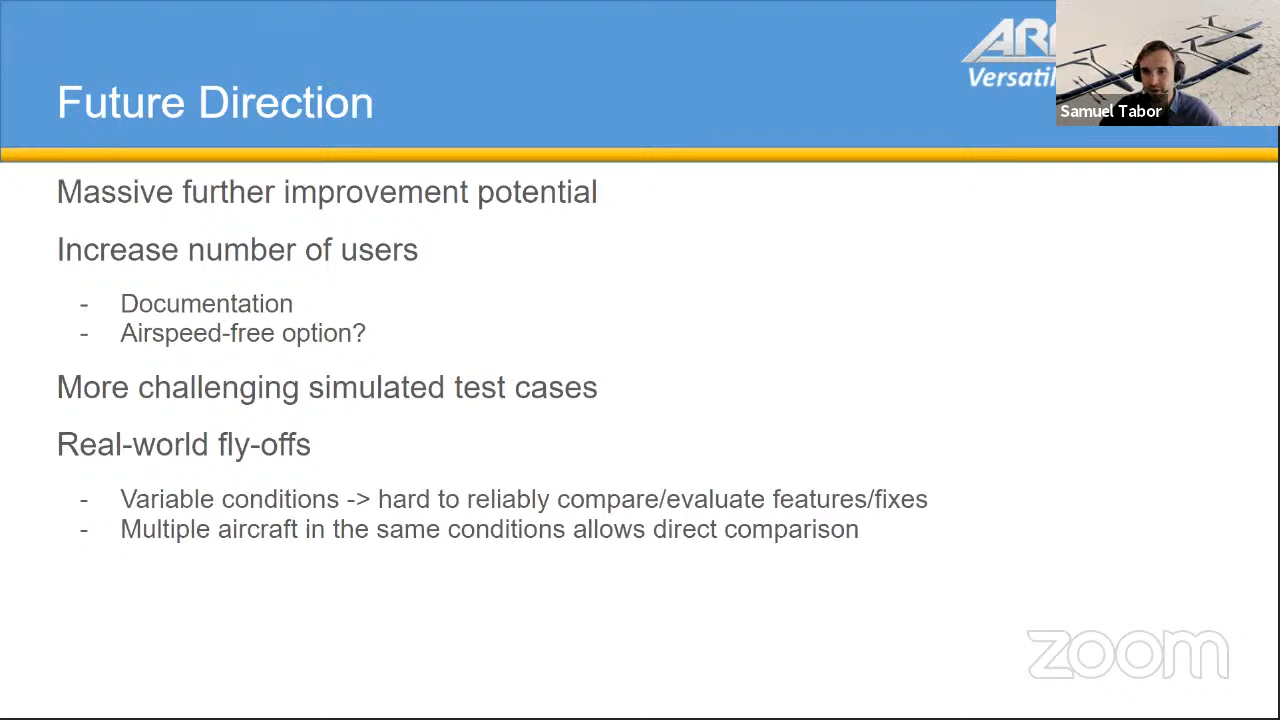 Future Direction
Versatil
Samuel Tabor
Massive further improvement potential
Increase number of users
- Documentation
- Airspeed-free option?
More challenging simulated test cases
Real-world fly-offs
- Variable conditions -> hard to reliably compare/evaluate features/fixes
- Multiple aircraft in the same conditions allows direct comparison
zoom